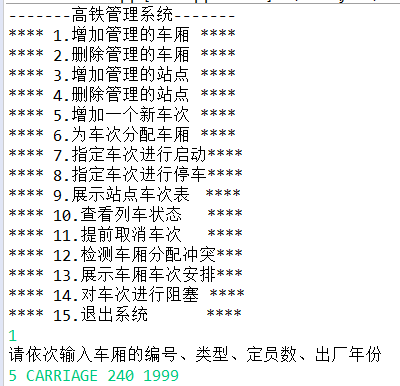 -------高铁管理系统-------
**** 1.增加管理的车厢 ****
**** 2.删除管理的车厢 ****
**** 3.增加管理的站点 ****
**** 4.删除管理的站点 ****
**** 5.增加一个新车次 ****
**** 6.为车次分配车厢 ****
**** 7.指定车次进行启动****
**** 8.指定车次进行停车****
**** 9.展示站点车次表  ****
**** 10.查看列车状态   ****
**** 11.提前取消车次   ****
**** 12.检测车厢分配冲突***
**** 13.展示车厢车次安排***
**** 14.对车次进行阻塞 ****
**** 15.退出系统       ****
1
请依次输入车厢的编号、类型、定员数、出厂年份
5 CARRIAGE 240 1999